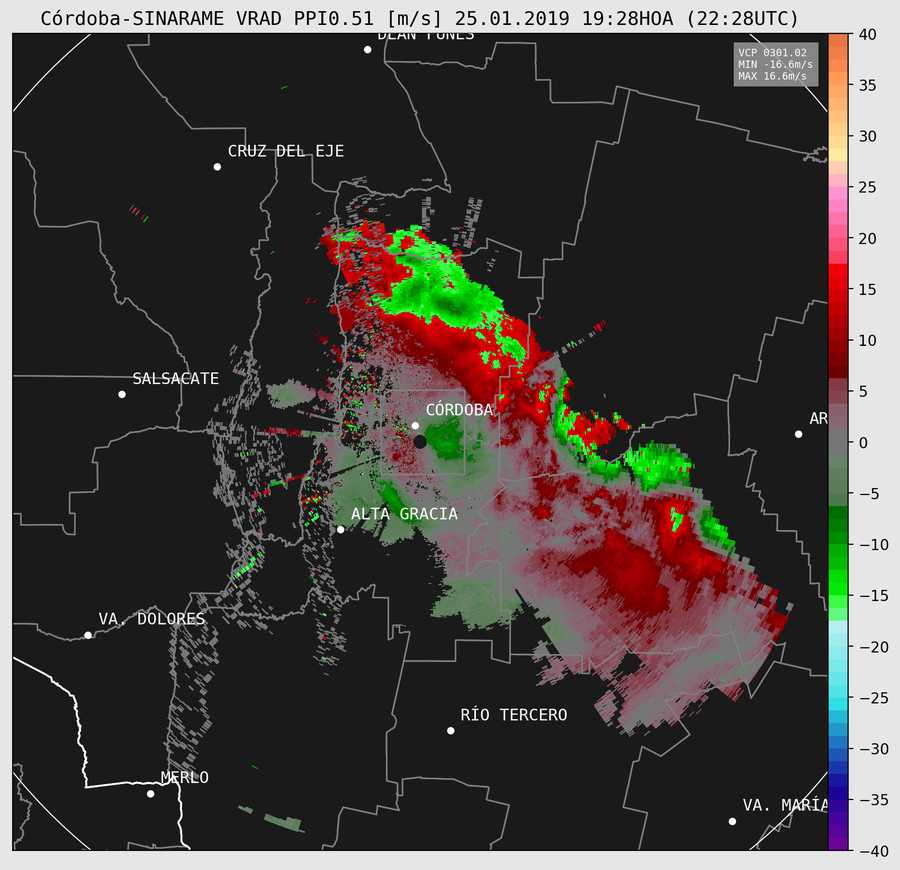 Córdoba-SINARAME VRAD PPI0.51 [m/s] 25.01.2019 19:28HOA (22:28UTC)
DEAN FUNES
VCP 0301.02
MIN -16.6m/s
MAX 16.6m/s
CRUZ DEL EJE
SALSACATE
CÓRDOBA
AR
ALTA GRACIA
VA. DOLORES
RÍO TERCERO
MERLO
VA. MARÍA
40
35
30
25
20
15
10
5
0
−5
−10
−15
−20
−25
−30
−35
−40